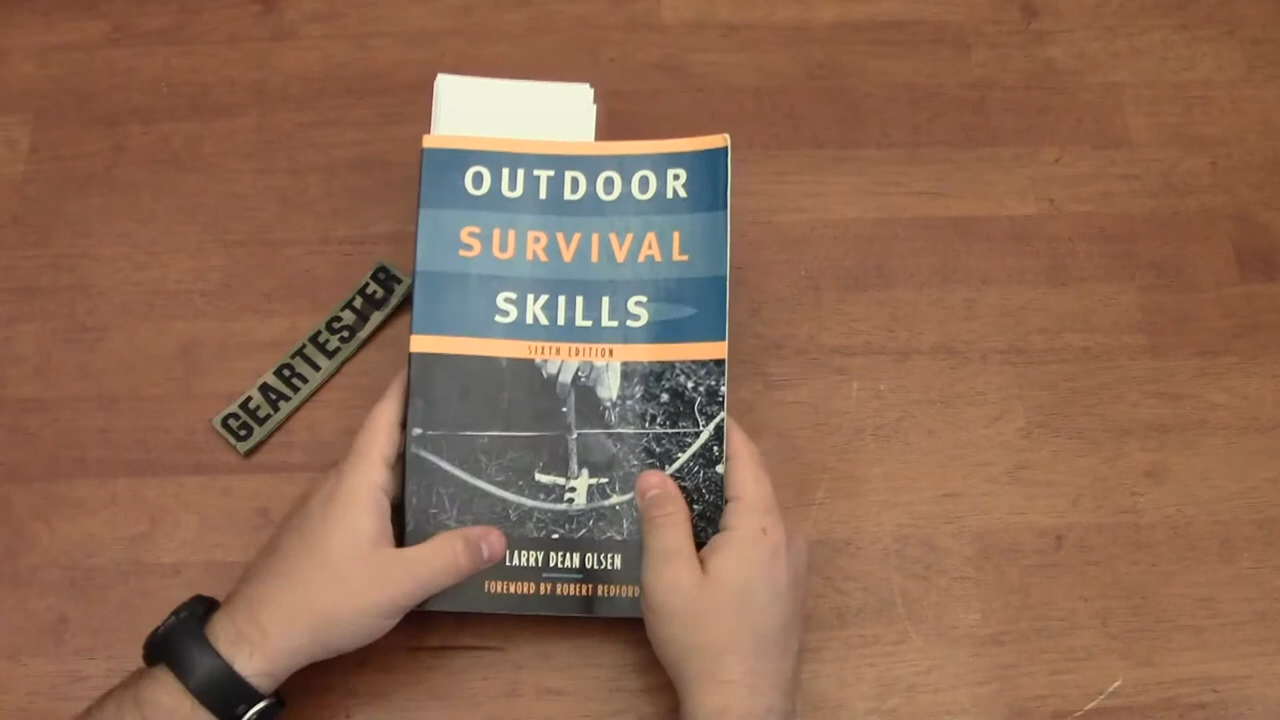 OUTDOOR
SURVIVAL
SKILLS
SIXTH EDITION
LARRY DEAN OLSEN
FOREWORD BY ROBERT REDFORD
GEARTESTER